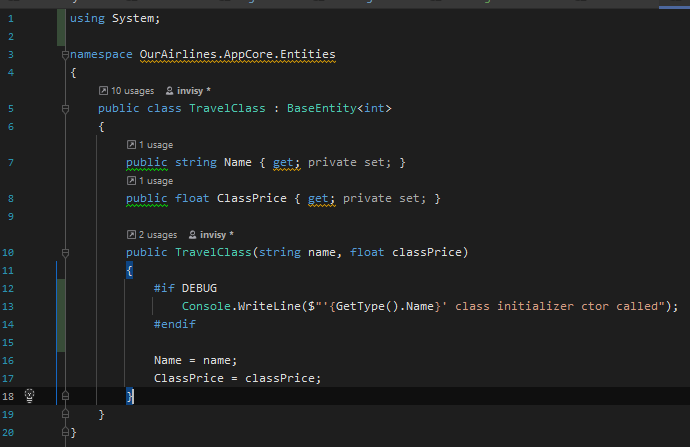 1 using System;
2
3 namespace OurAirlines.AppCore.Entities
4 {
10 usages invisy *
5 public class TravelClass : BaseEntity<int>
6 {
1 usage
7 public string Name { get; private set; }
1 usage
8 public float ClassPrice { get; private set; }
9
2 usages invisy *
10 public TravelClass(string name, float classPrice)
11 {
12 #if DEBUG
13 Console.WriteLine($"'{GetType().Name}' class initializer ctor called");
14 #endif
15
16 Name = name;
17 ClassPrice = classPrice;
18 }
19 }
20 }